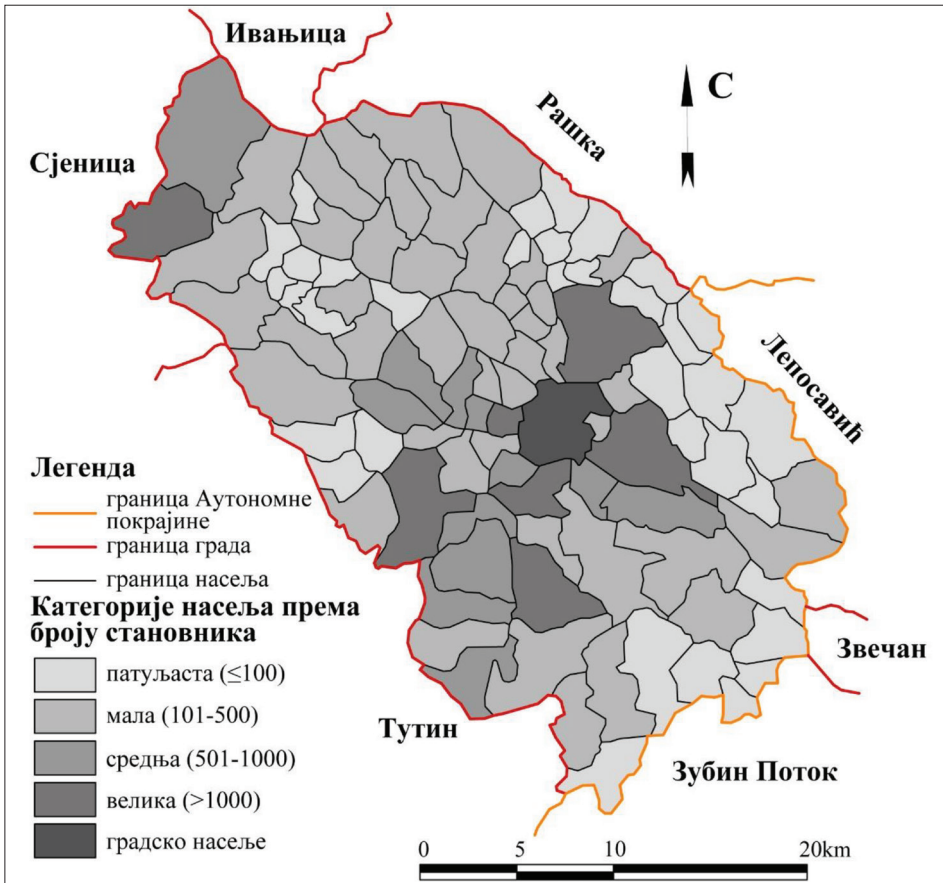 Ивањица
С
Рашка
Сјеница
Лепосавић
Легенда
граница Аутономне
покрајине
граница града
граница насеља
Категорије насеља према
броју становника
патуљаста (≤100)
мала (101-500)
средња (501-1000)
велика (>1000)
градско насеље
Звечан
Тутин
Зубин Поток
0 5 10 20km